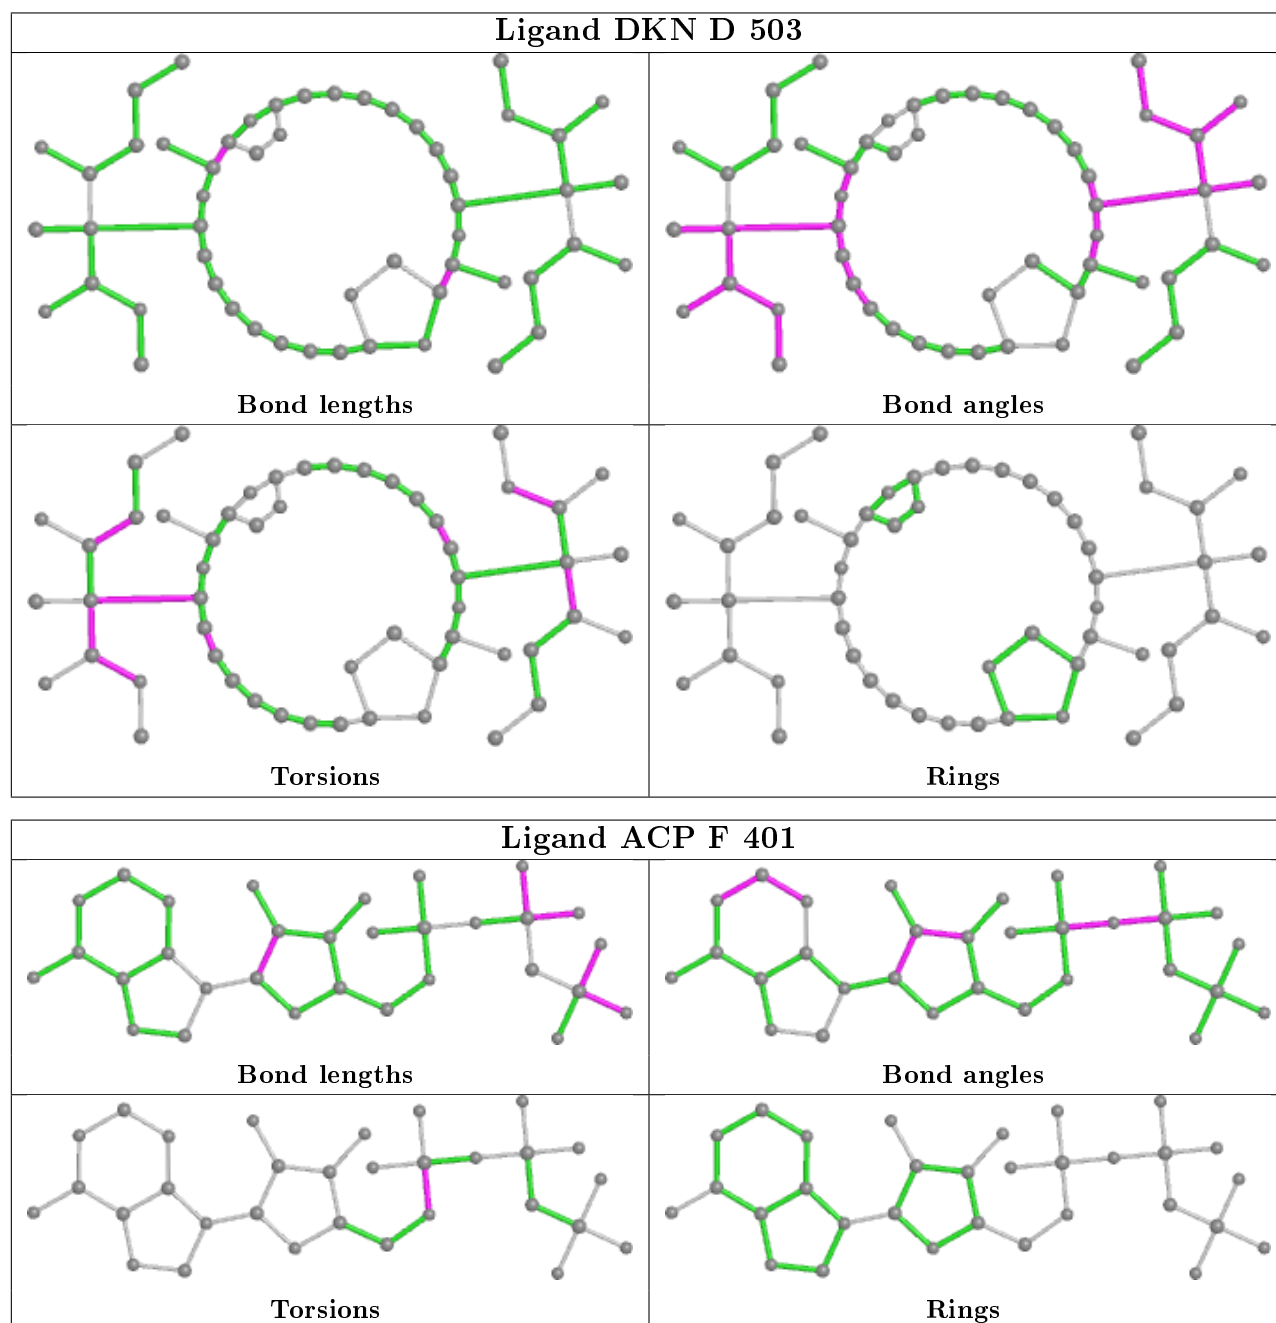 Ligand DKN D 503
Bond lengths
Bond angles
Torsions
Rings
Ligand ACP F 401
Bond lengths
Bond angles
Torsions
Rings